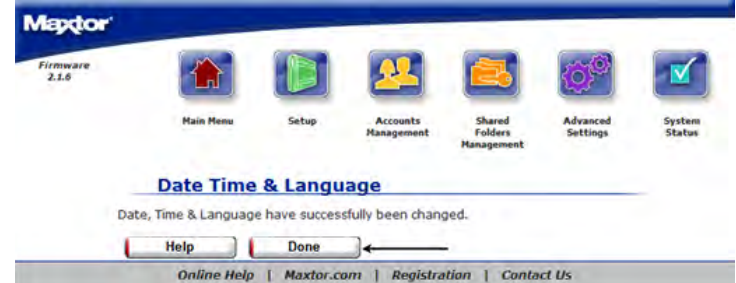 Maxtor
Firmware
2.1.6
Main Menu
Setup
Accounts
Management
Shared
Folders
Management
Advanced
Settings
System
Status
Date Time & Language
Date, Time & Language have successfully been changed.
Help
Done
Online Help | Maxtor.com | Registration | Contact Us